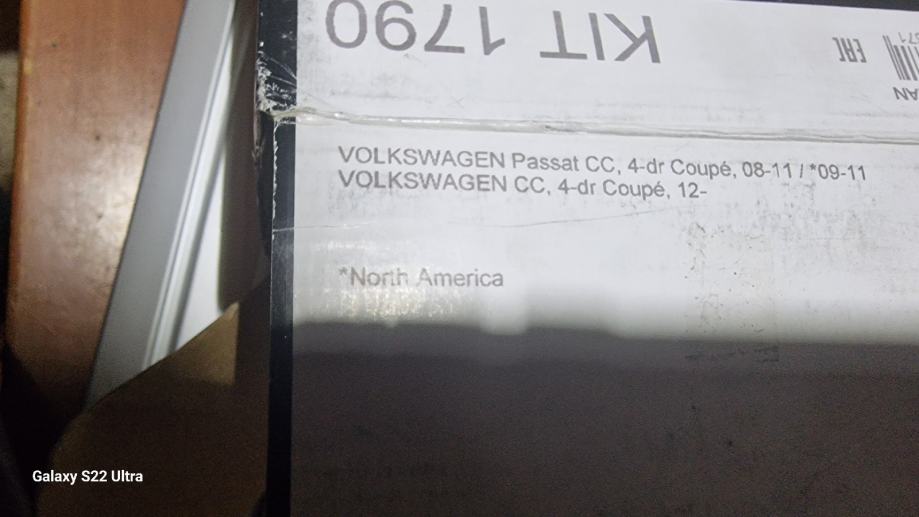 KIT 1790
EAC
VOLKSWAGEN Passat CC, 4-dr Coupé, 08-11 / *09-11
VOLKSWAGEN CC, 4-dr Coupé, 12-
*North America
Galaxy S22 Ultra